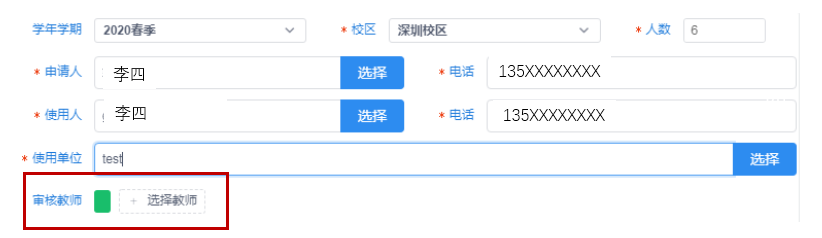 学年学期 2020春季 * 校区 深圳校区 * 人数 6
* 申请人 李四 选择 * 电话 135XXXXXXXX
* 使用人 李四 选择 * 电话 135XXXXXXXX
* 使用单位 test 选择
审核教师 + 选择教师